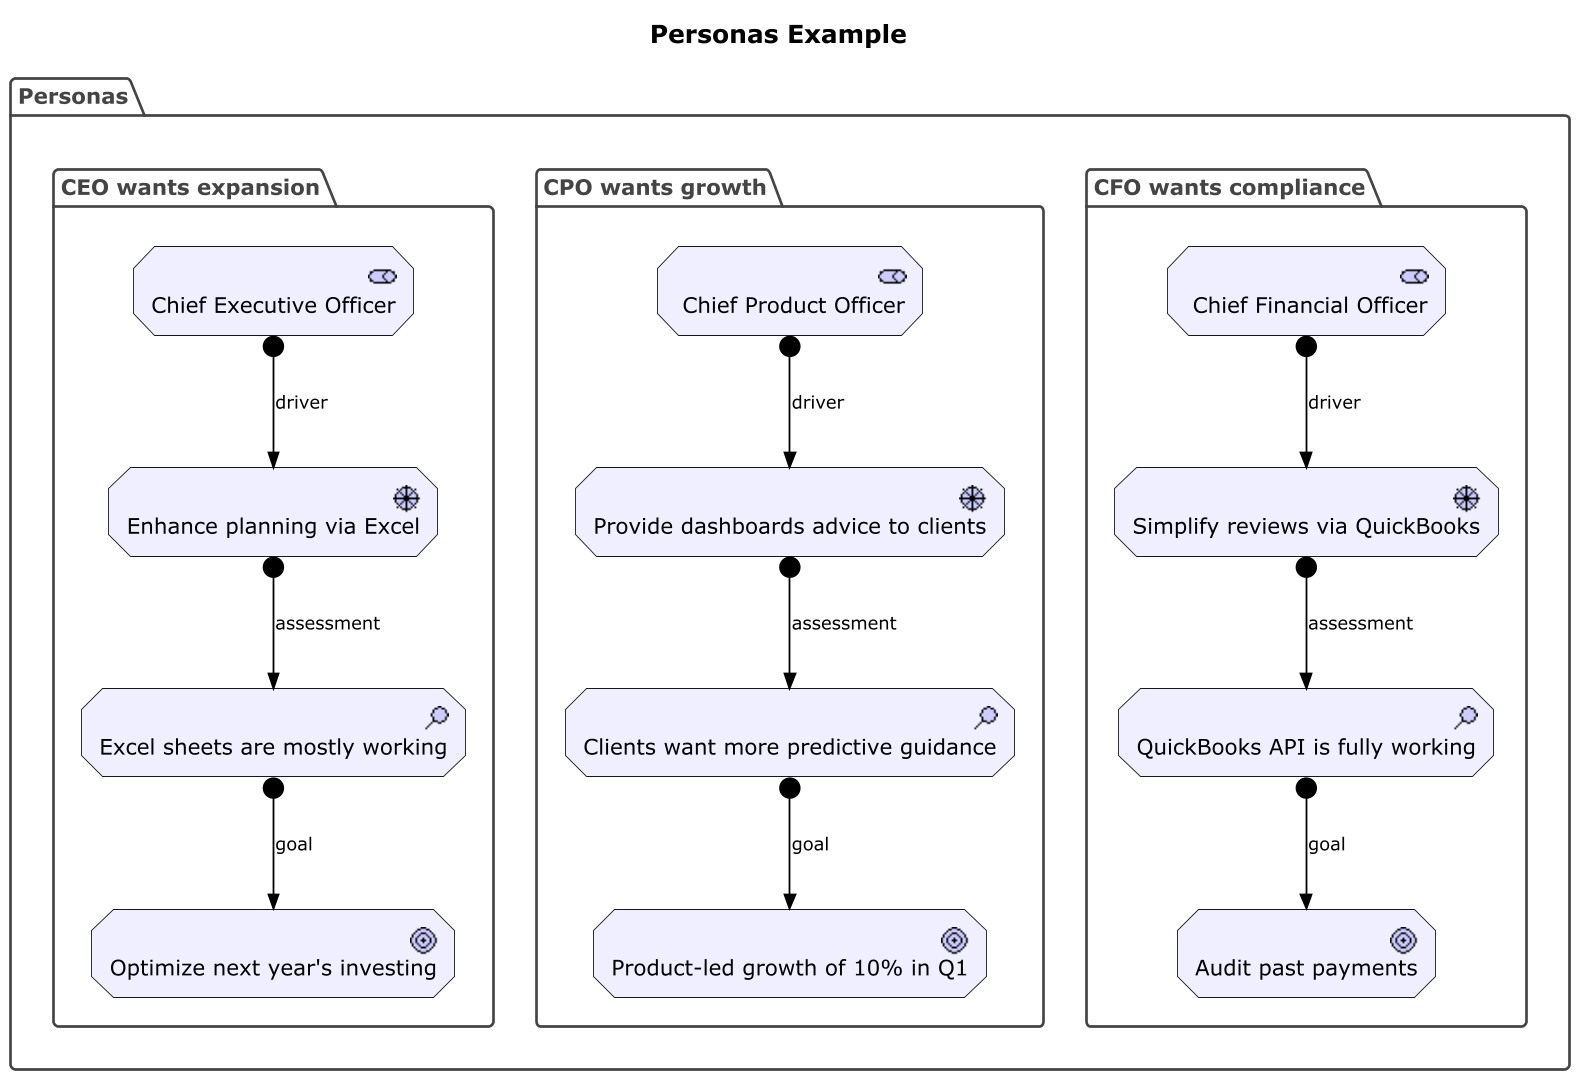 Personas Example
Personas
CEO wants expansion
Chief Executive Officer
driver
Enhance planning via Excel
assessment
Excel sheets are mostly working
goal
Optimize next year's investing
CPO wants growth
Chief Product Officer
driver
Provide dashboards advice to clients
assessment
Clients want more predictive guidance
goal
Product-led growth of 10% in Q1
CFO wants compliance
Chief Financial Officer
driver
Simplify reviews via QuickBooks
assessment
QuickBooks API is fully working
goal
Audit past payments